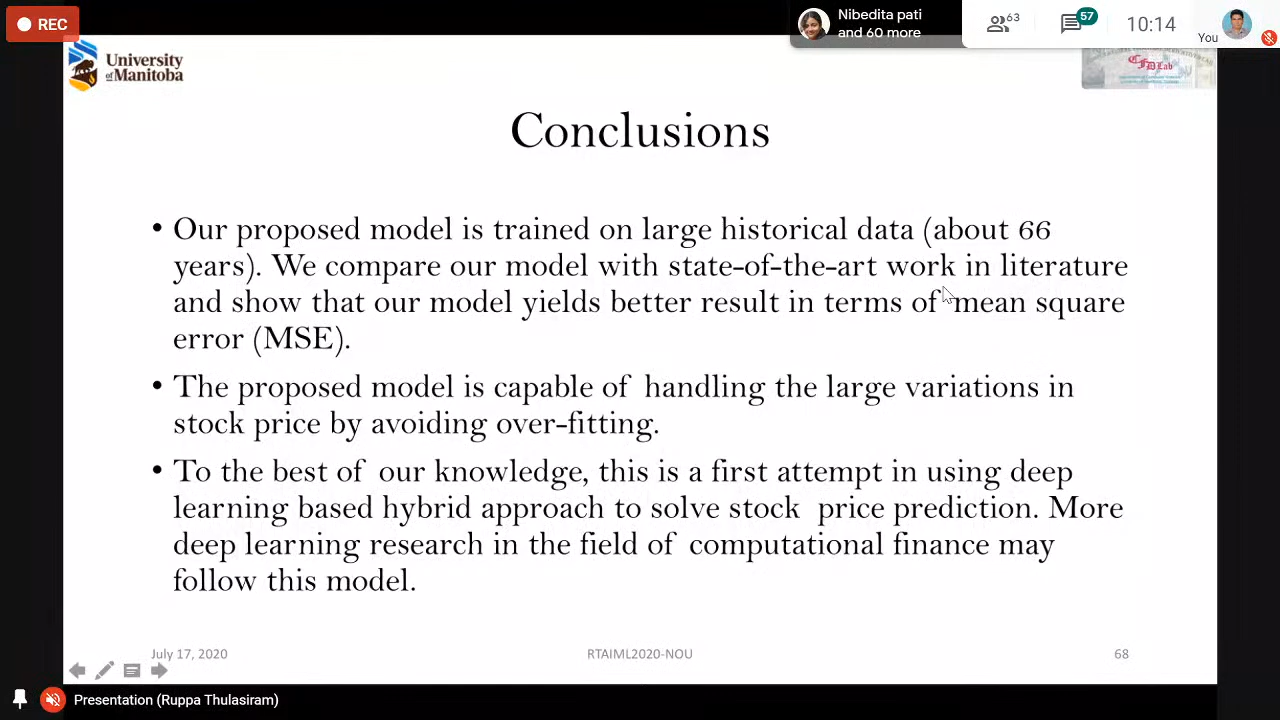 REC
Nibedita pati
and 60 more
63
57
10:14
You
University
of Manitoba
CFD Lab
Conclusions
• Our proposed model is trained on large historical data (about 66
years). We compare our model with state-of-the-art work in literature
and show that our model yields better result in terms of mean square
error (MSE).
• The proposed model is capable of handling the large variations in
stock price by avoiding over-fitting.
• To the best of our knowledge, this is a first attempt in using deep
learning based hybrid approach to solve stock price prediction. More
deep learning research in the field of computational finance may
follow this model.
July 17, 2020
RTAIML2020-NOU
68
Presentation (Ruppa Thulasiram)